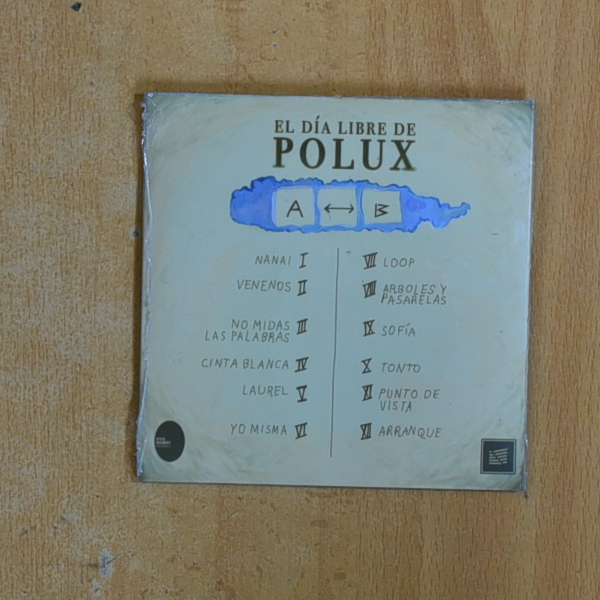 EL DÍA LIBRE DE
POLUX
A ↔ B
NANAI I
VENENOS II
NO MIDAS
LAS PALABRAS III
CINTA BLANCA IV
LAUREL V
YO MISMA VI
VII LOOP
VIII ARBOLES Y
PASARELAS
IX SOFÍA
X TONTO
XI PUNTO DE
VISTA
XII ARRANQUE